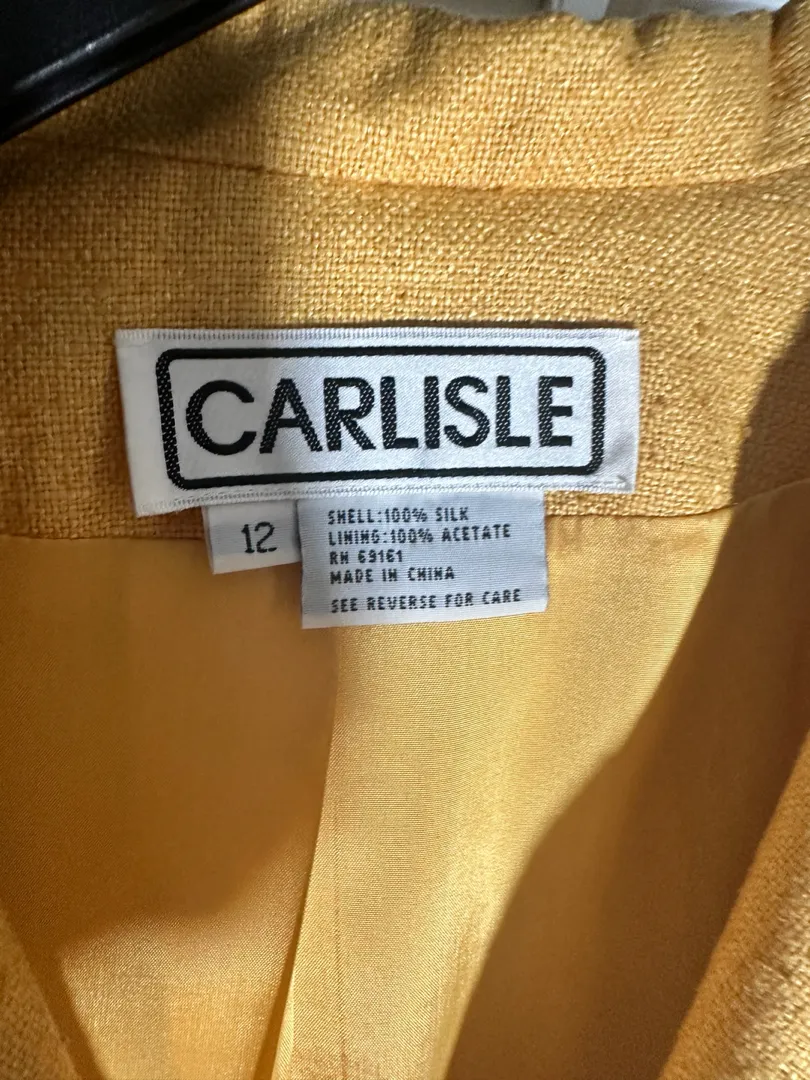 CARLISLE
12
SHELL:100% SILK
LINING:100% ACETATE
RN 69161
MADE IN CHINA
SEE REVERSE FOR CARE